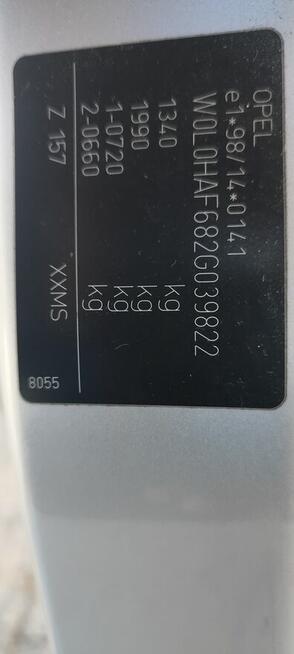 OPEL
e1*98/14*0141
W0L0HAF682G039822
1340 kg
1990 kg
1-0720 kg
2-0660 kg
Z 157 XXMS
8055